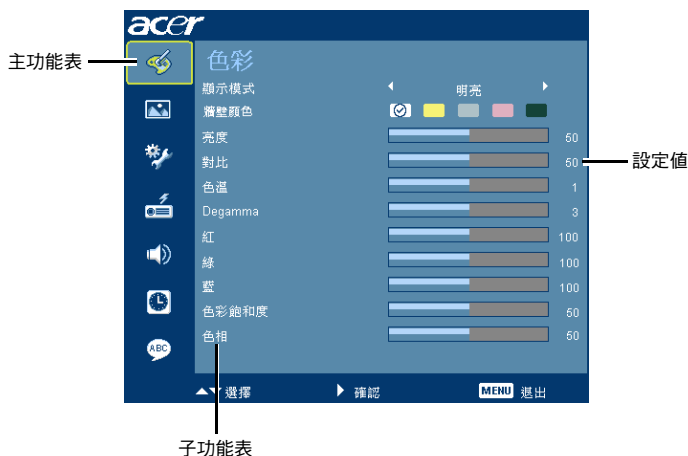 acer
主功能表
色彩
顯示模式 明亮
牆壁顏色
亮度 50
對比 50 設定值
色溫 1
Degamma 3
紅 100
綠 100
藍 100
色彩飽和度 50
色相 50
ABC
選擇 確認 MENU 退出
子功能表